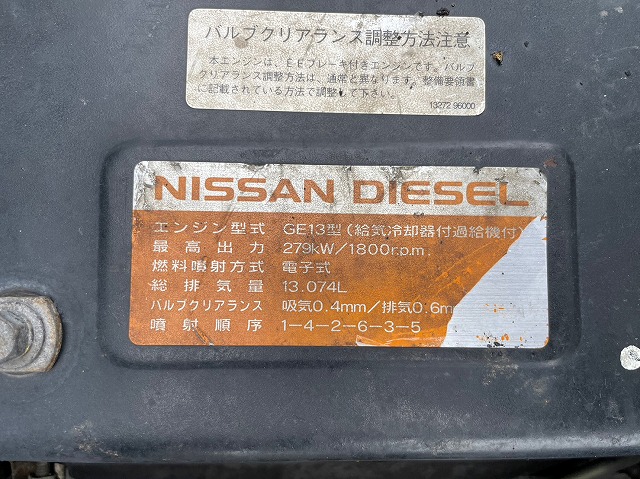 バルブクリアランス調整方法注意
本エンジンは、EEブレーキ付きエンジンです。バルブ
クリアランス調整方法は、通常と異なります。整備要領書
に記載されている方法で調整して下さい。
13272 96000
NISSAN DIESEL
エンジン型式 GE13型(給気冷却器付過給機付)
最高出力 279kW/1800r.p.m.
燃料噴射方式 電子式
総排気量 13.074L
バルブクリアランス 吸気0.4mm/排気0.6m
噴射順序 1-4-2-6-3-5